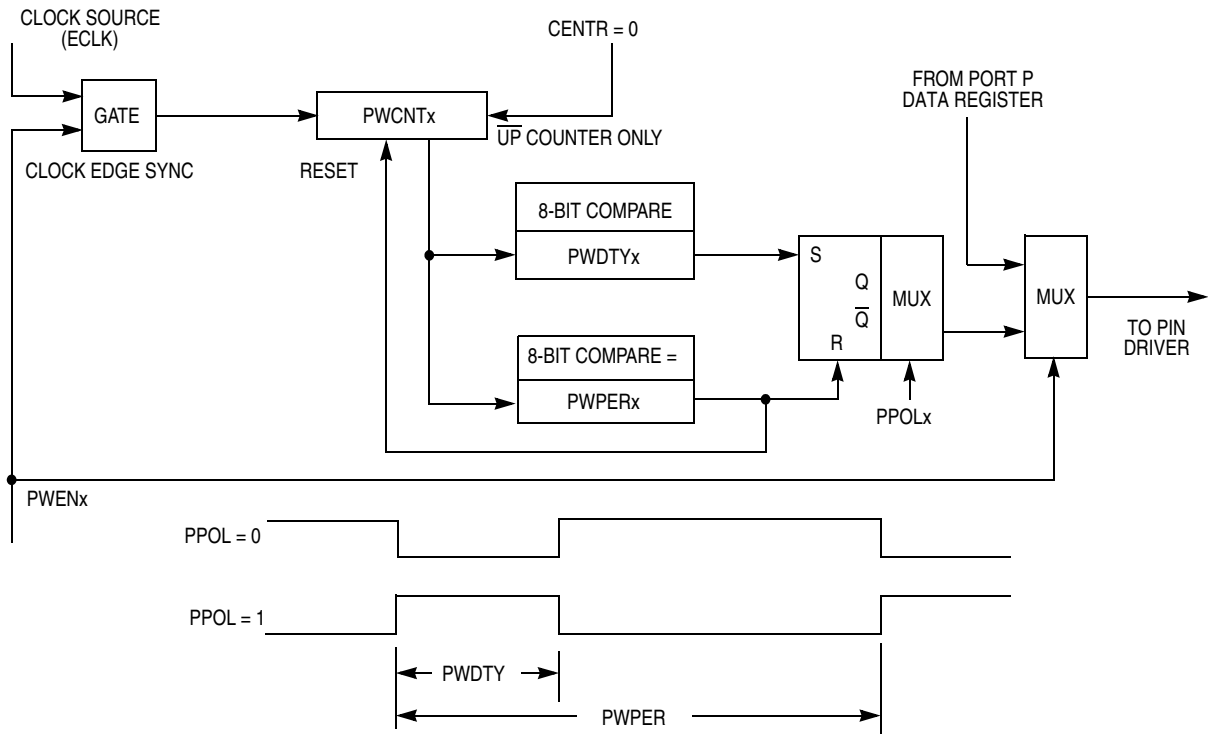 CLOCK SOURCE
(ECLK)
CENTR = 0
FROM PORT P
DATA REGISTER
GATE
PWCNTx
UP COUNTER ONLY
CLOCK EDGE SYNC
RESET
8-BIT COMPARE
PWDTYx
S
Q
Q̅
R
MUX
MUX
TO PIN
DRIVER
8-BIT COMPARE =
PWPERx
PPOLx
PWENx
PPOL = 0
PPOL = 1
PWDTY
PWPER